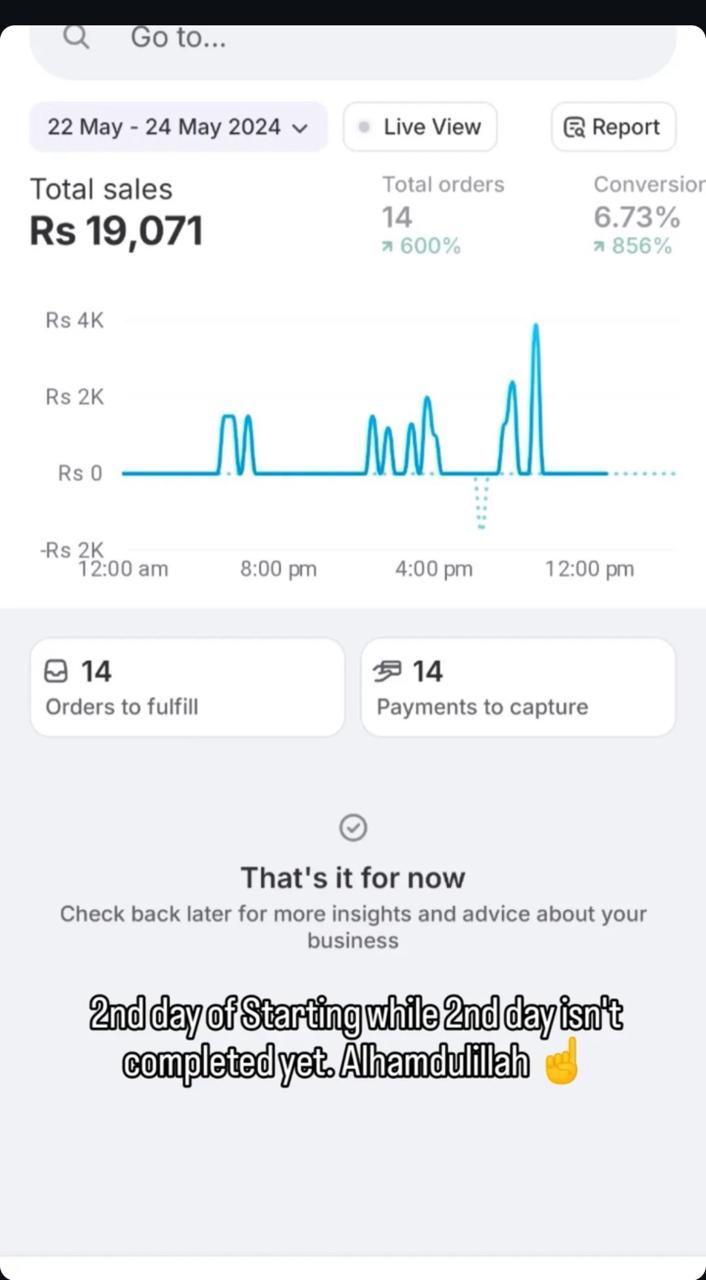 Go to...
22 May - 24 May 2024
Live View
Report
Total sales
Rs 19,071
Total orders
14
600%
Conversion
6.73%
856%
Rs 4K
Rs 2K
Rs 0
-Rs 2K
12:00 am 8:00 pm 4:00 pm 12:00 pm
14
Orders to fulfill
14
Payments to capture
That's it for now
Check back later for more insights and advice about your
business
2nd day of Starting while 2nd day isn't
completed yet. Alhamdulillah ☝️